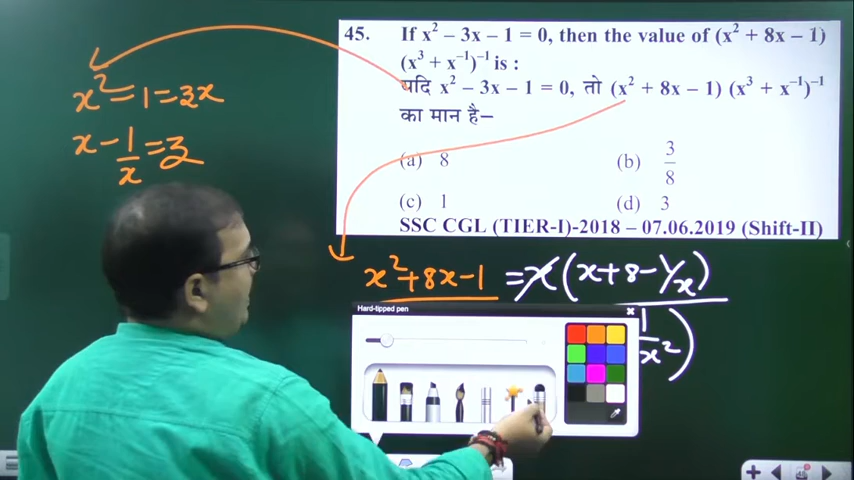 45. If x² – 3x – 1 = 0, then the value of (x² + 8x – 1)
(x³ + x⁻¹)⁻¹ is :
यदि x² – 3x – 1 = 0, तो (x² + 8x – 1) (x³ + x⁻¹)⁻¹
का मान है–
(a) 8 (b) 3/8
(c) 1 (d) 3
SSC CGL (TIER-I)-2018 – 07.06.2019 (Shift-II)
x² – 1 = 3x
x – 1/x = 3
x²+8x-1 = x(x+8-1/x)
1/x²)
Hard-tipped pen